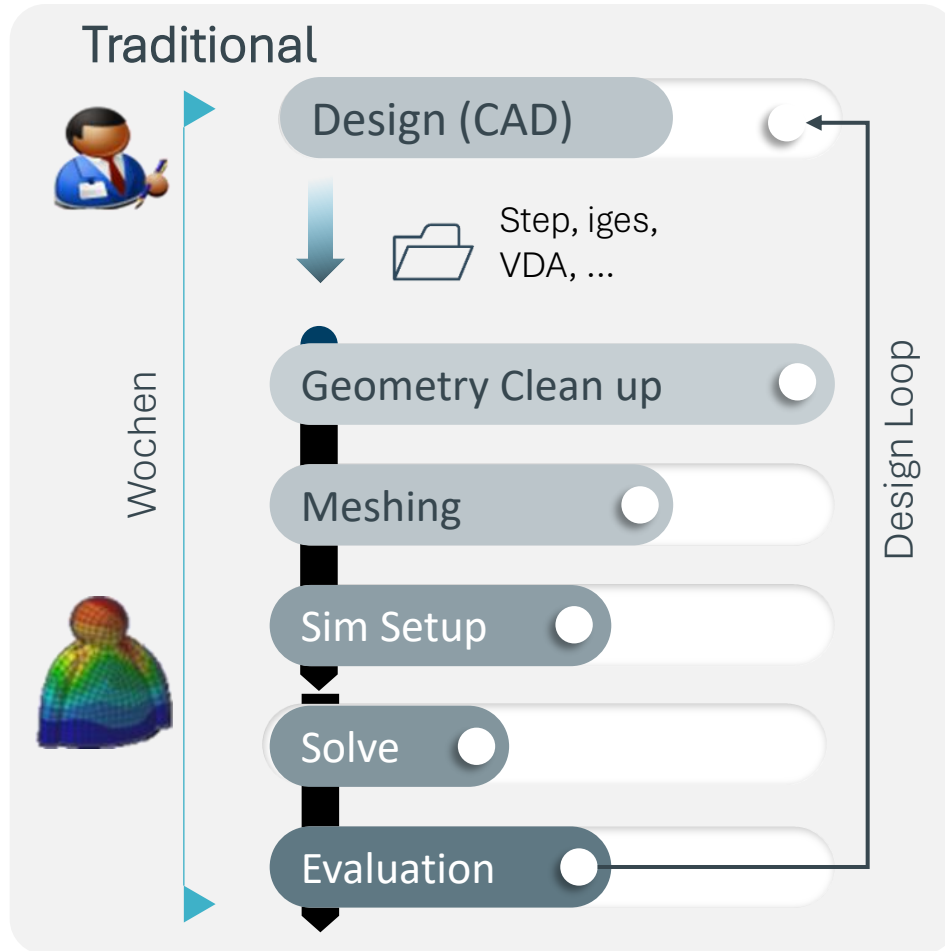 Traditional
Design (CAD)
Step, iges,
VDA, ...
Geometry Clean up
Meshing
Sim Setup
Solve
Evaluation
Wochen
Design Loop